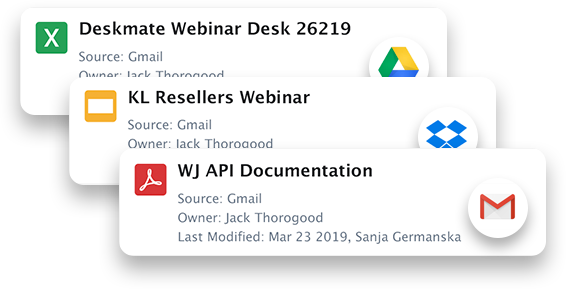 Deskmate Webinar Desk 26219
Source: Gmail
Owner: Jack Thorogood
KL Resellers Webinar
Source: Gmail
Owner: Jack Thorogood
WJ API Documentation
Source: Gmail
Owner: Jack Thorogood
Last Modified: Mar 23 2019, Sanja Germanska